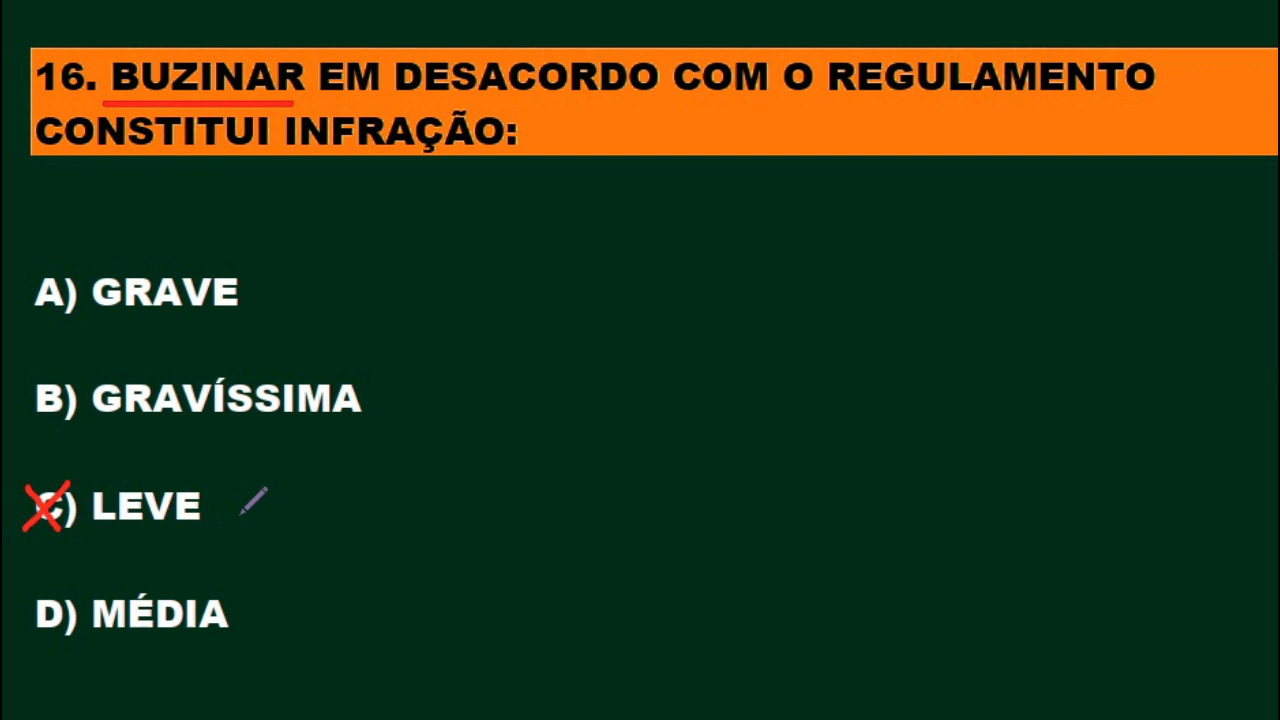 16. BUZINAR EM DESACORDO COM O REGULAMENTO
CONSTITUI INFRAÇÃO:
A) GRAVE
B) GRAVÍSSIMA
C) LEVE
D) MÉDIA